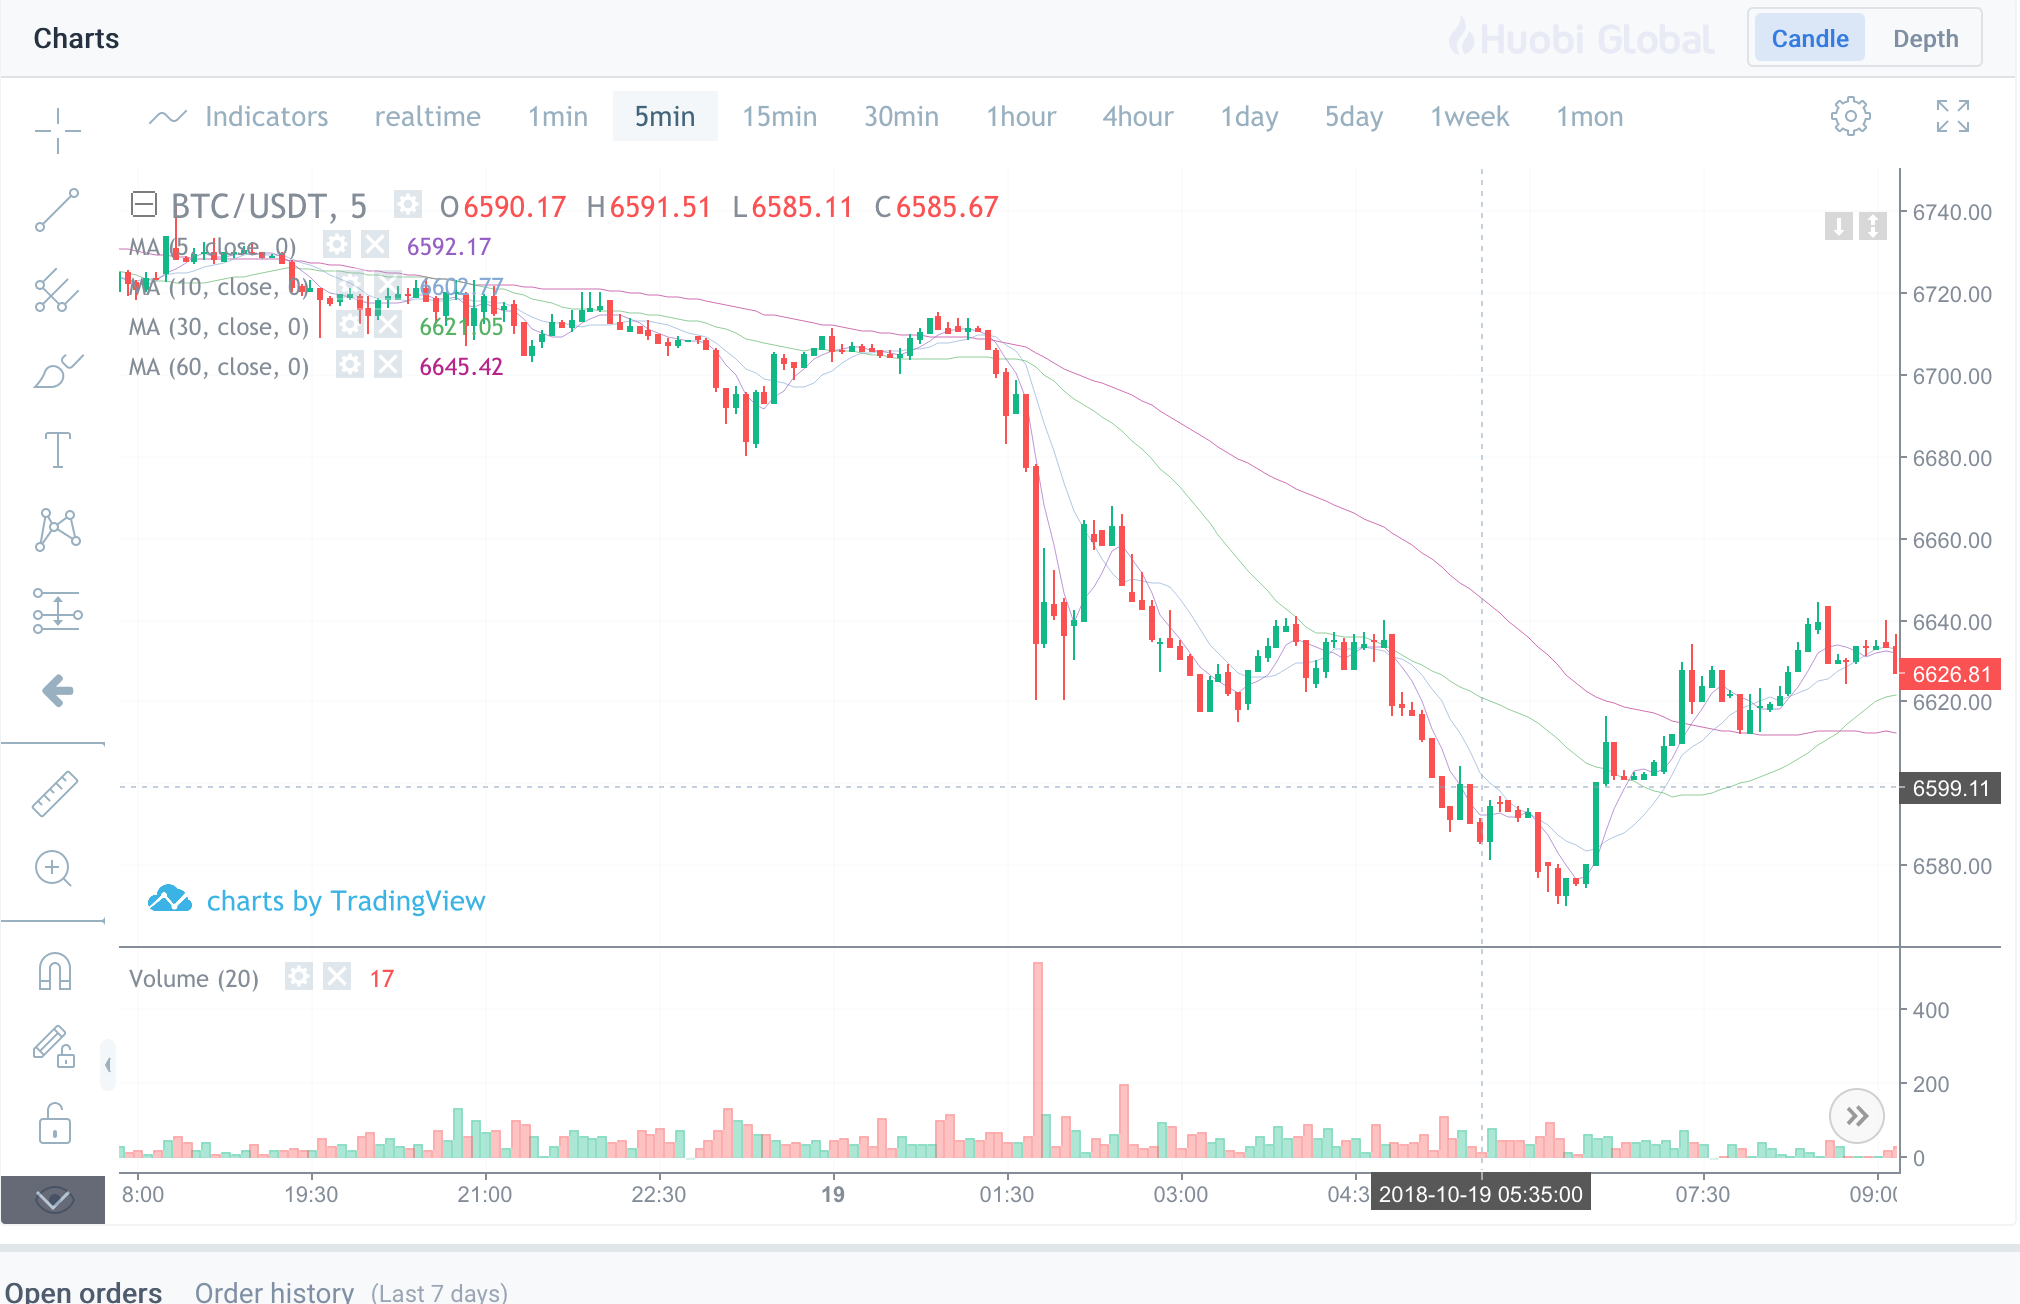 Charts
Huobi Global
Candle Depth
Indicators realtime 1min 5min 15min 30min 1hour 4hour 1day 5day 1week 1mon
BTC/USDT, 5 O6590.17 H6591.51 L6585.11 C6585.67
MA (5, close, 0) 6592.17
MA (10, close, 0) 6602.77
MA (30, close, 0) 6621.05
MA (60, close, 0) 6645.42
6740.00
6720.00
6700.00
6680.00
6660.00
6640.00
6626.81
6620.00
6599.11
6580.00
charts by TradingView
Volume (20) 17
400
200
0
8:00 19:30 21:00 22:30 19 01:30 03:00 04:3 2018-10-19 05:35:00 07:30 09:00
Open orders Order history (Last 7 days)